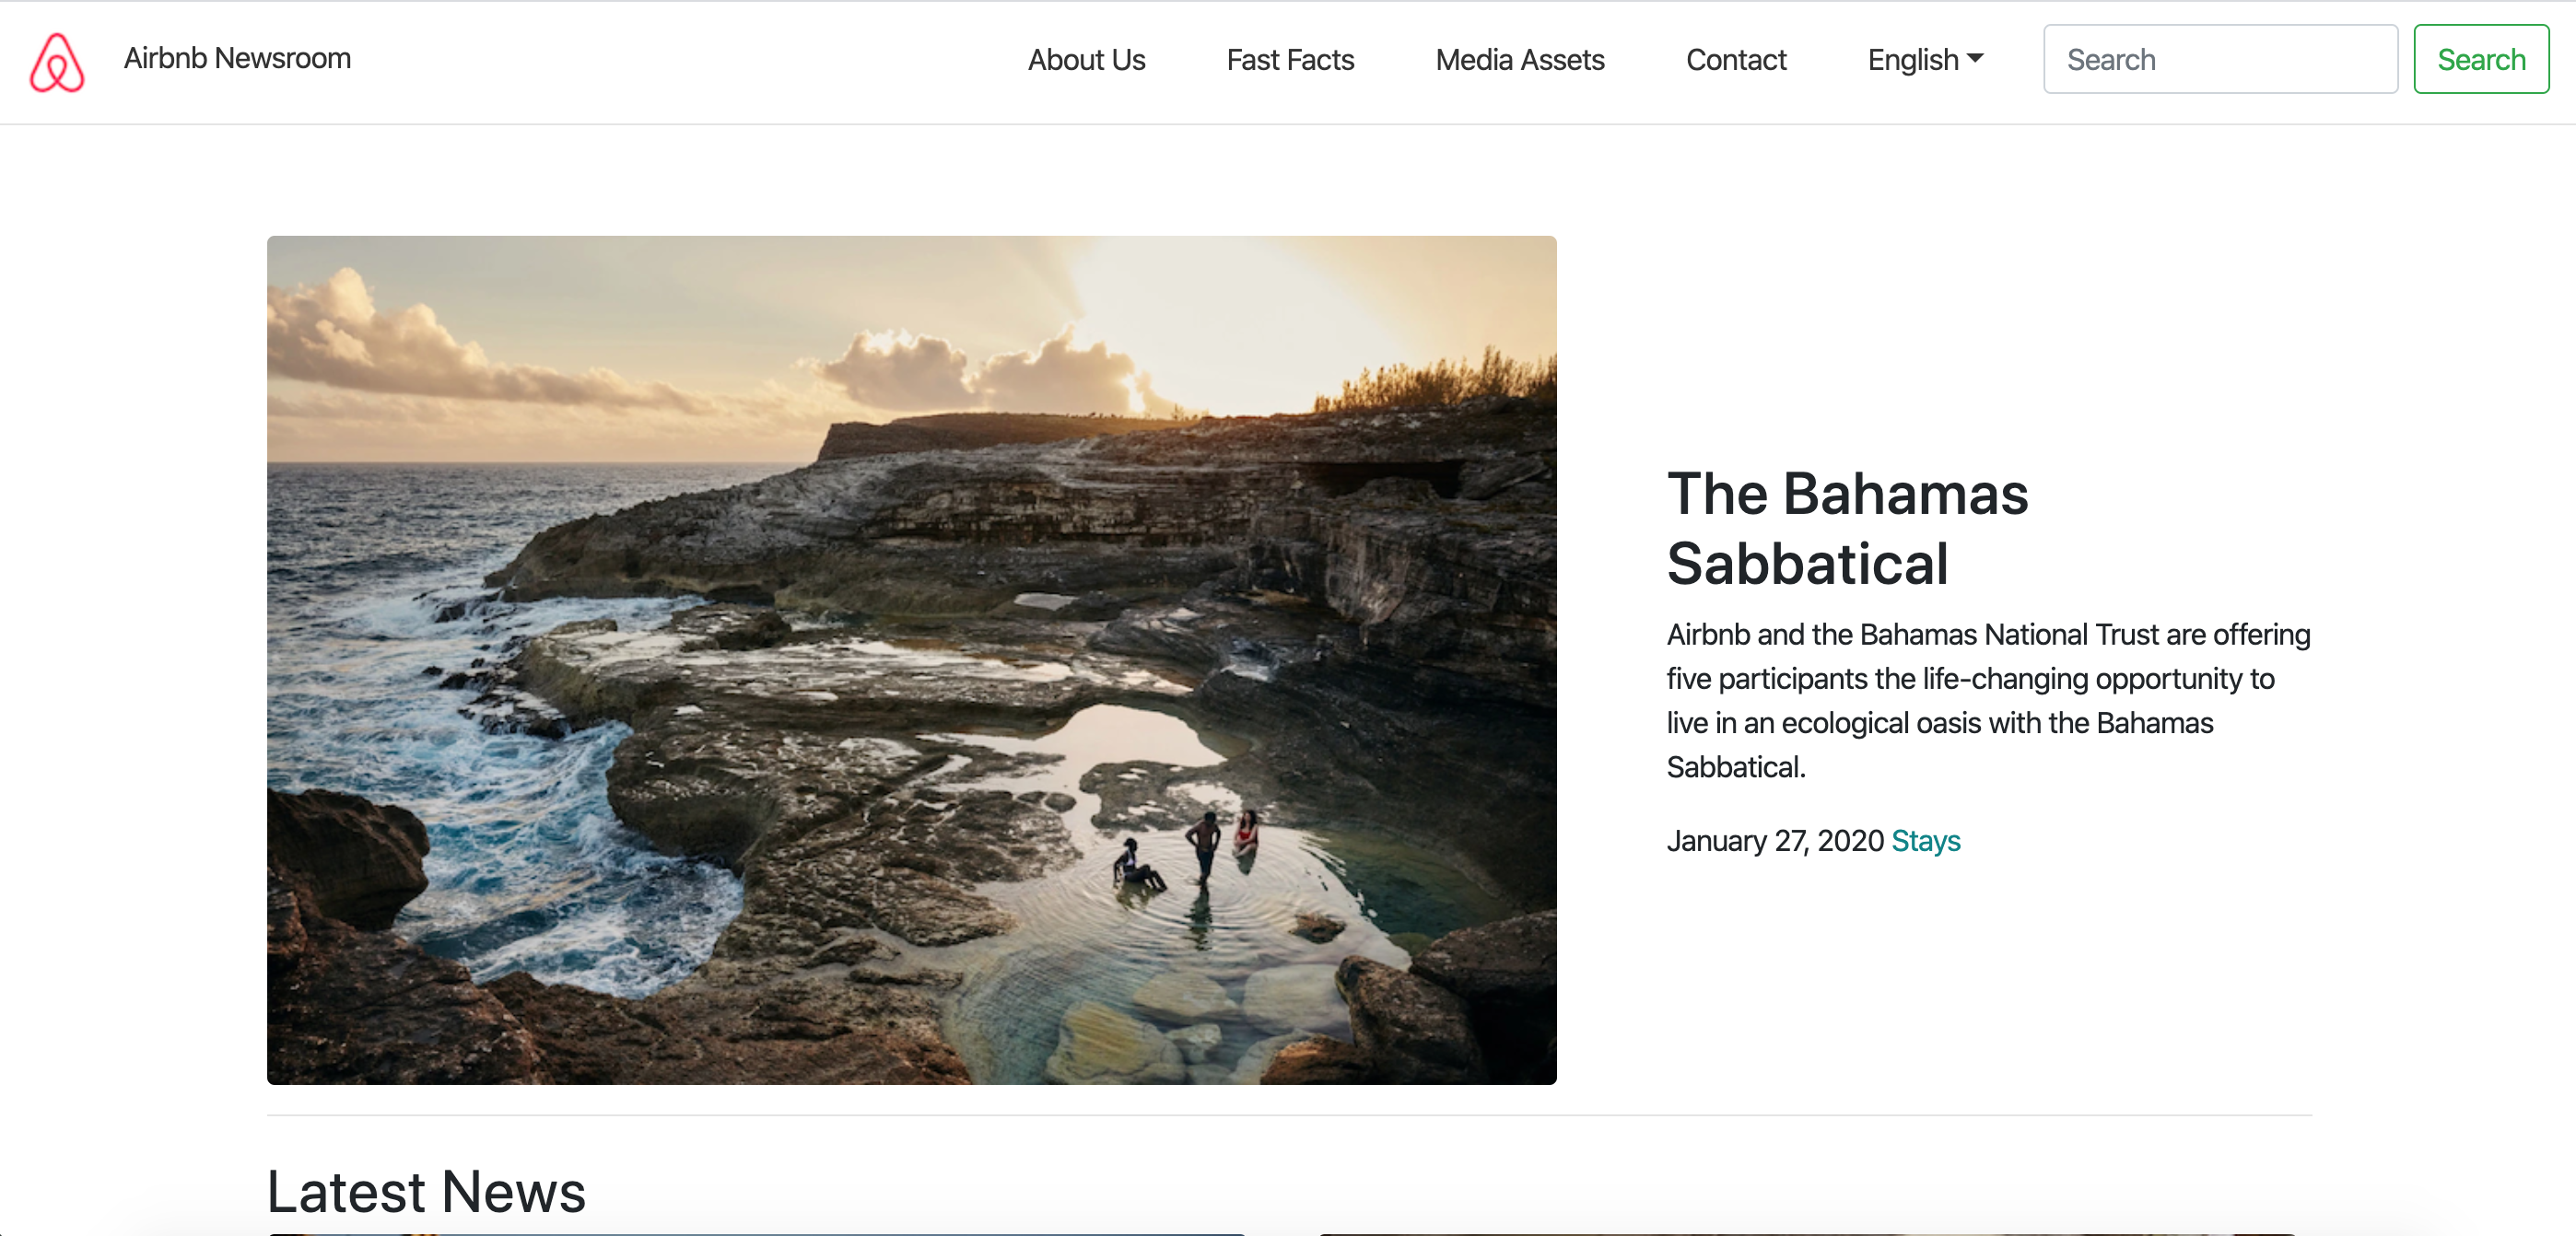 Airbnb Newsroom
About Us
Fast Facts
Media Assets
Contact
English
Search
Search
The Bahamas
Sabbatical
Airbnb and the Bahamas National Trust are offering
five participants the life-changing opportunity to
live in an ecological oasis with the Bahamas
Sabbatical.
January 27, 2020 Stays
Latest News